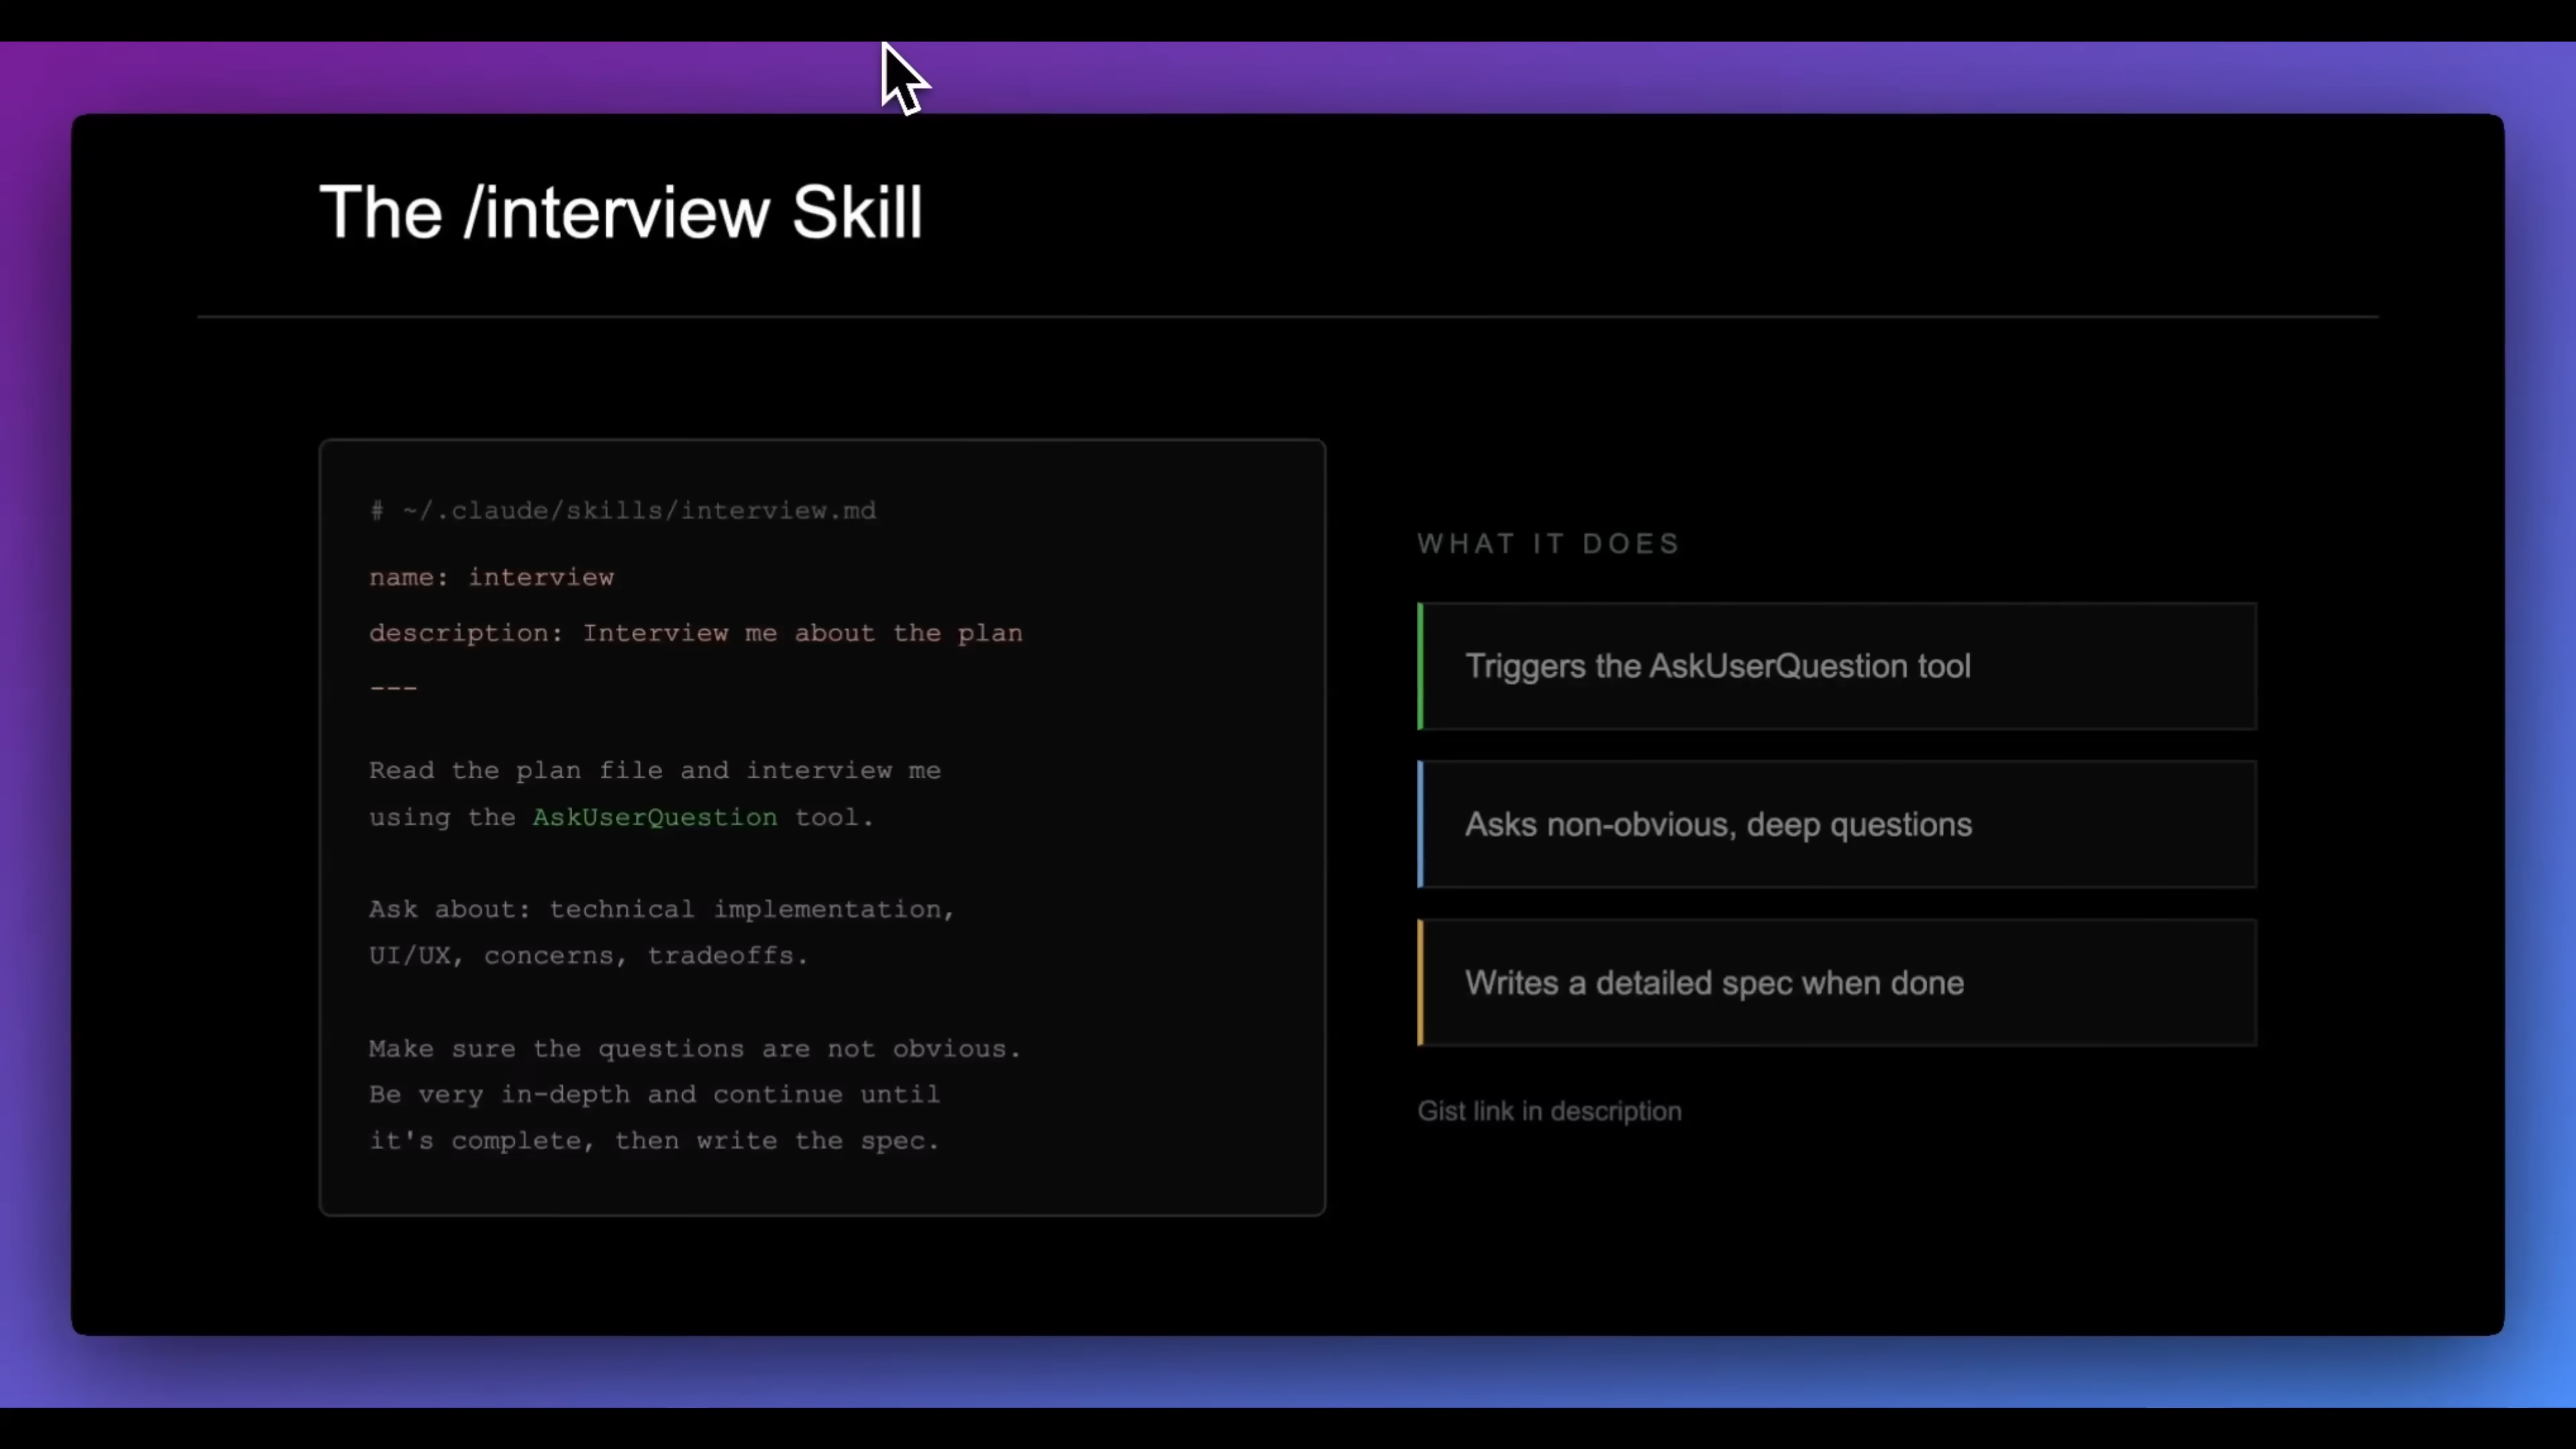 The /interview Skill
# ~/.claude/skills/interview.md
name: interview
description: Interview me about the plan
---
Read the plan file and interview me
using the AskUserQuestion tool.
Ask about: technical implementation,
UI/UX, concerns, tradeoffs.
Make sure the questions are not obvious.
Be very in-depth and continue until
it's complete, then write the spec.
WHAT IT DOES
Triggers the AskUserQuestion tool
Asks non-obvious, deep questions
Writes a detailed spec when done
Gist link in description